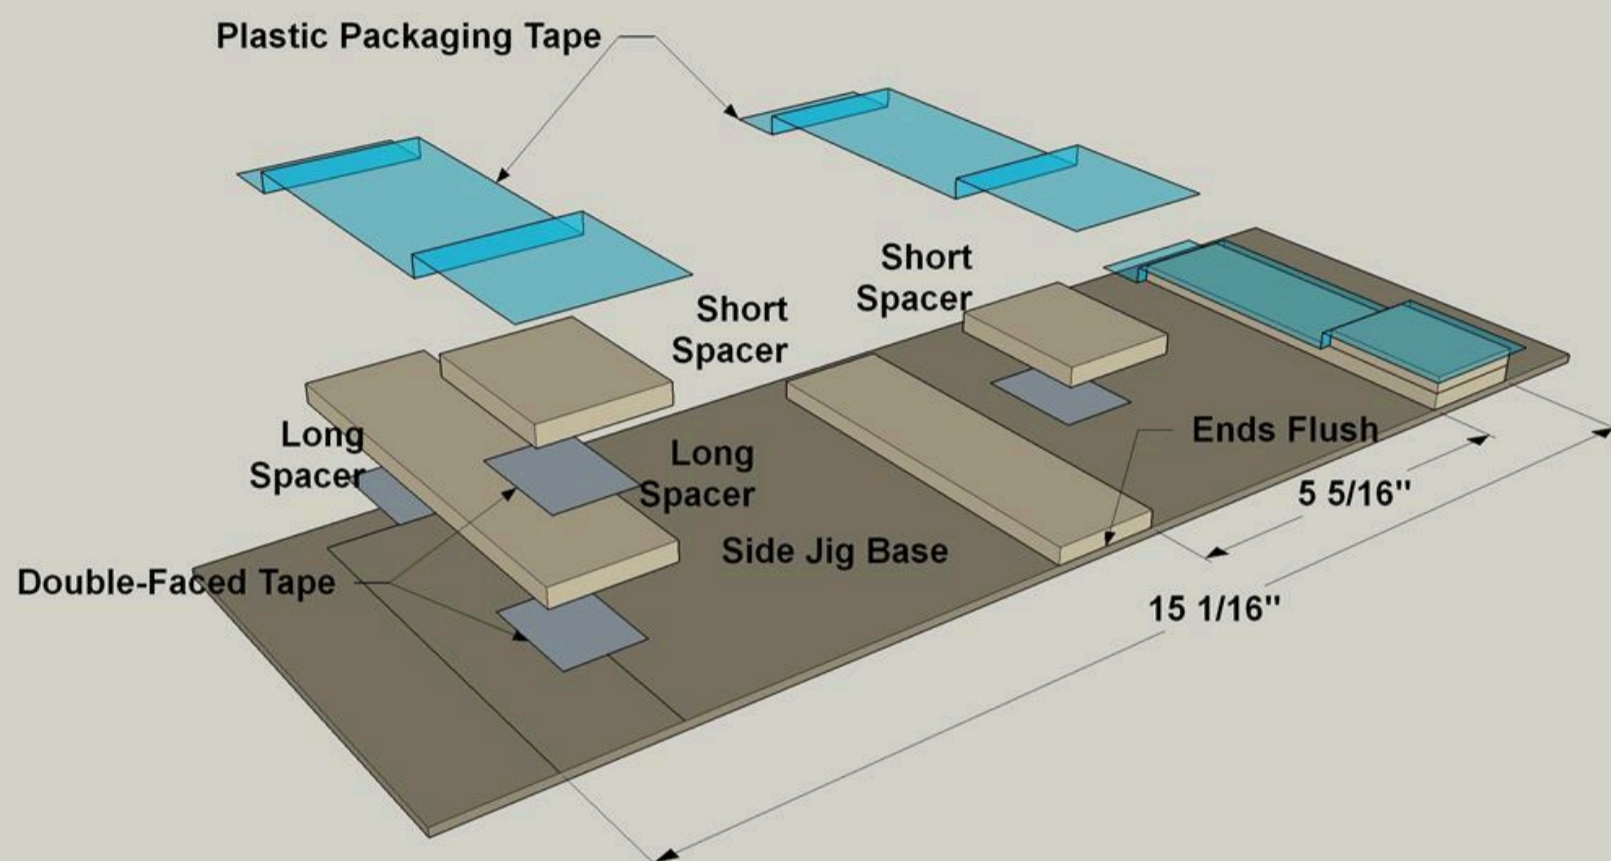 Plastic Packaging Tape
Short
Spacer
Short
Spacer
Long
Spacer
Long
Spacer
Ends Flush
5 5/16"
Side Jig Base
Double-Faced Tape
15 1/16"